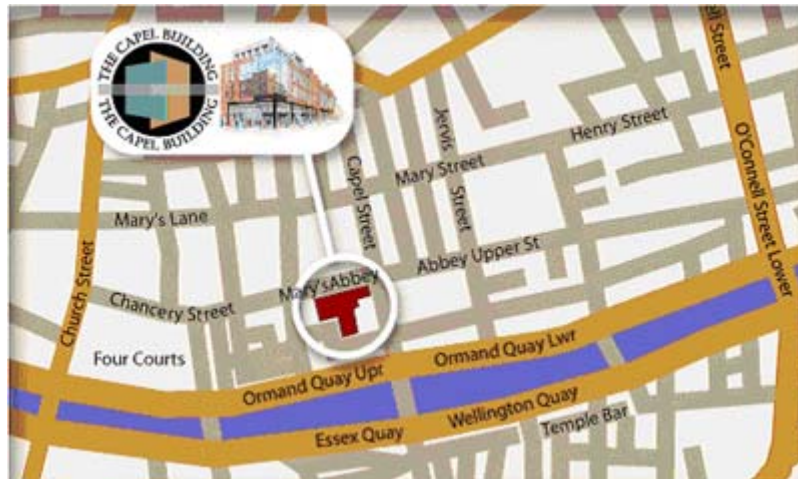 THE CAPEL BUILDING
THE CAPEL BUILDING
ell Street
O'Connell Street Lower
Henry Street
Jervis
Street
Mary Street
Capel Street
Mary's Lane
Abbey Upper St
Mary'sAbbey
Chancery Street
Church Street
Four Courts
Ormand Quay Lwr
Ormand Quay Upr
Wellington Quay
Essex Quay
Temple Bar